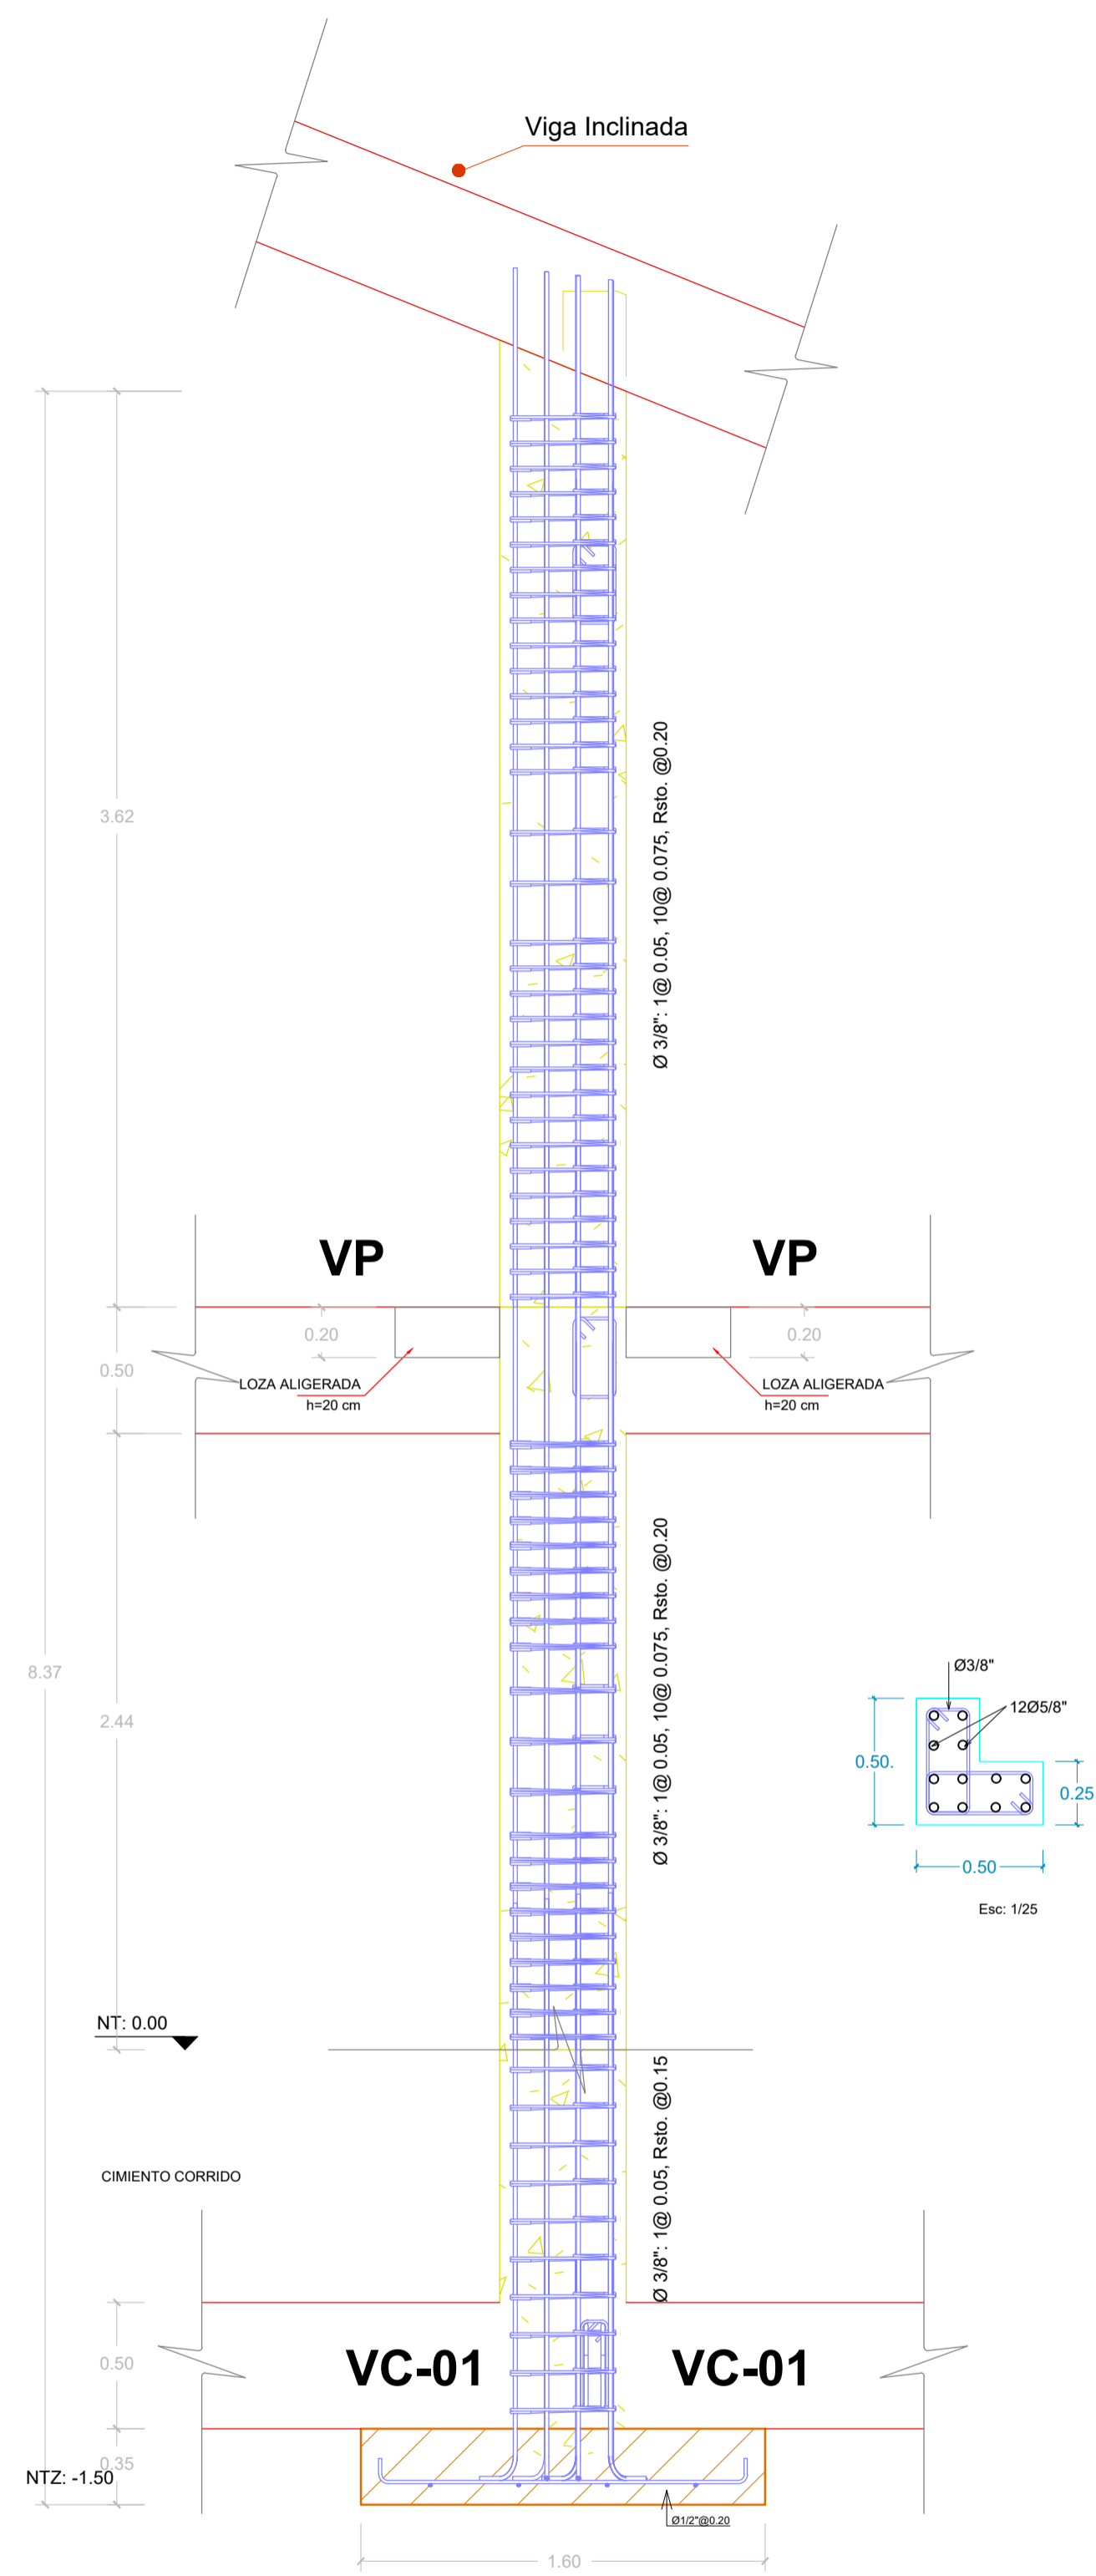 Viga Inclinada
3.62
Ø 3/8": 1@ 0.05, 10@ 0.075, Rsto. @0.20
VP
VP
0.20
0.20
0.50
LOZA ALIGERADA
h=20 cm
LOZA ALIGERADA
h=20 cm
8.37
2.44
Ø 3/8": 1@ 0.05, 10@ 0.075, Rsto. @0.20
Ø3/8"
12Ø5/8"
0.50.
0.25
0.50
Esc: 1/25
NT: 0.00
Ø 3/8": 1@ 0.05, Rsto. @0.15
CIMIENTO CORRIDO
0.50
VC-01
VC-01
0.35
NTZ: -1.50
Ø1/2"@0.20
1.60